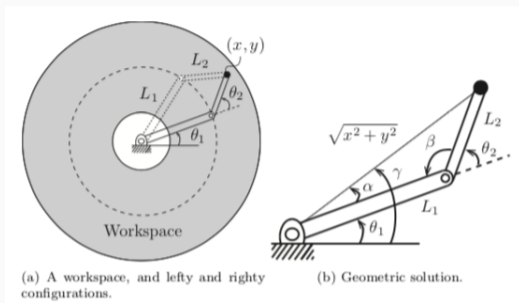 (x, y)
L2
L1
θ2
θ1
Workspace
√x² + y²
β
L2
θ2
γ
α
L1
θ1
(a) A workspace, and lefty and righty
configurations.
(b) Geometric solution.